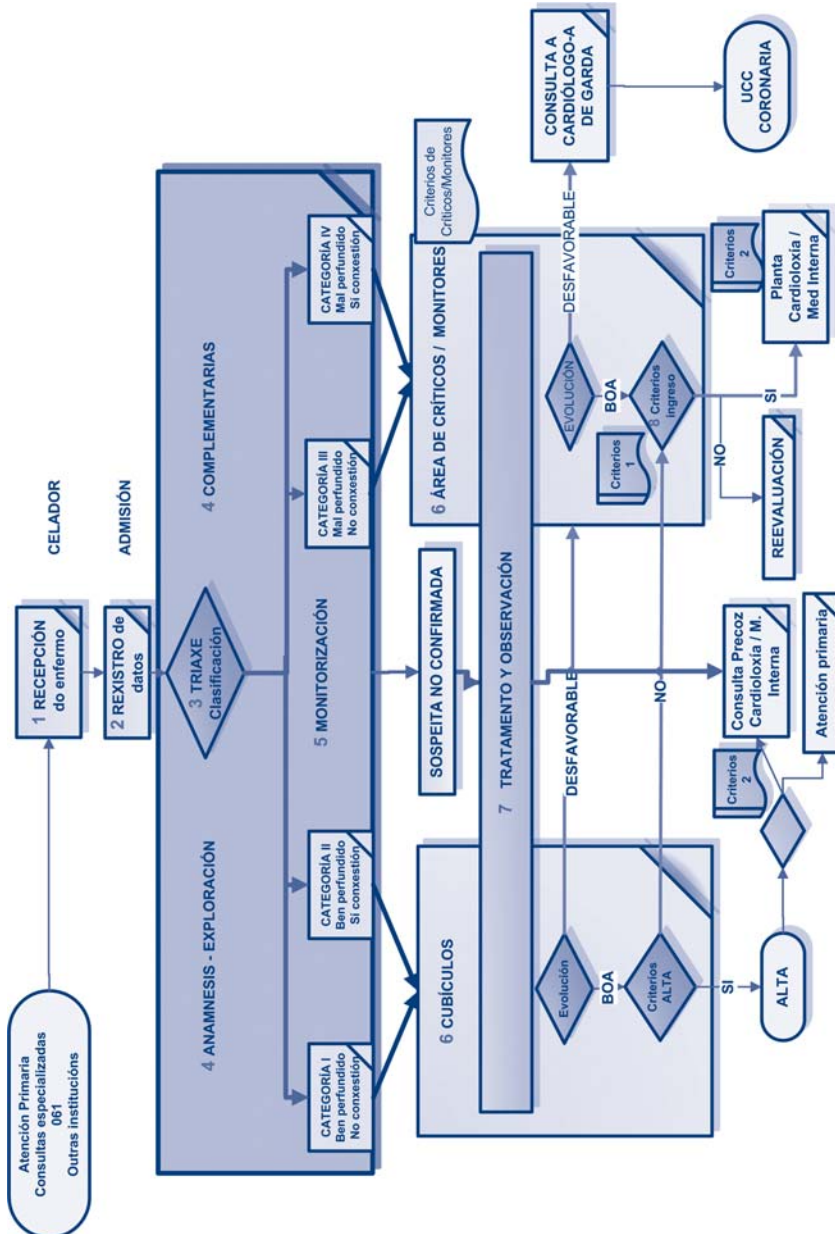 Atención Primaria
Consultas especializadas
061
Outras institucións
1 RECEPCIÓN
do enfermo
CELADOR
2 REXISTRO de
datos
ADMISIÓN
3 TRIAXE
Clasificación
4 ANAMNESIS - EXPLORACIÓN
4 COMPLEMENTARIAS
5 MONITORIZACIÓN
CATEGORÍA I
Ben perfundido
No conxestión
CATEGORÍA II
Ben perfundido
Sí conxestión
CATEGORÍA III
Mal perfundido
No conxestión
CATEGORÍA IV
Mal perfundido
Sí conxestión
SOSPEITA NO CONFIRMADA
6 CUBÍCULOS
6 ÁREA DE CRÍTICOS / MONITORES
Criterios de
Críticos/Monitores
7 TRATAMENTO Y OBSERVACIÓN
Evolución
DESFAVORABLE
EVOLUCIÓN
DESFAVORABLE
CONSULTA A
CARDIÓLOGO-A
DE GARDA
BOA
BOA
Criterios
1
Criterios
ALTA
NO
8 Criterios
ingreso
UCC
CORONARIA
SI
NO
SI
ALTA
Criterios
2
Consulta Precoz
Cardioloxía / M.
Interna
Atención primaria
REEVALUACIÓN
Criterios
2
Planta
Cardioloxía /
Med Interna